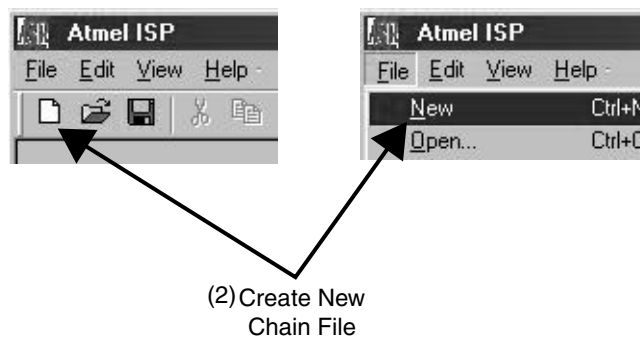 Atmel ISP
File Edit View Help
Atmel ISP
File Edit View Help
New Ctrl+N
Open...
(2) Create New
Chain File